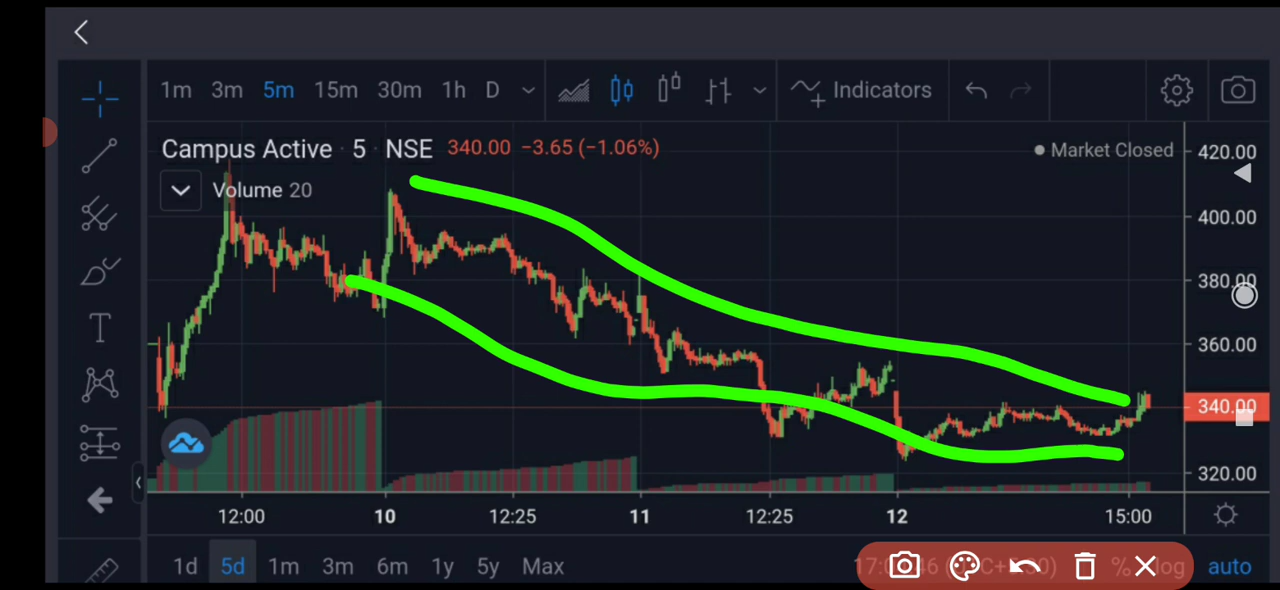 1m 3m 5m 15m 30m 1h D Indicators
Campus Active · 5 · NSE 340.00 −3.65 (−1.06%)
Market Closed
Volume 20
420.00
400.00
380.00
360.00
340.00
320.00
12:00 10 12:25 11 12:25 12 15:00
1d 5d 1m 3m 6m 1y 5y Max % log auto